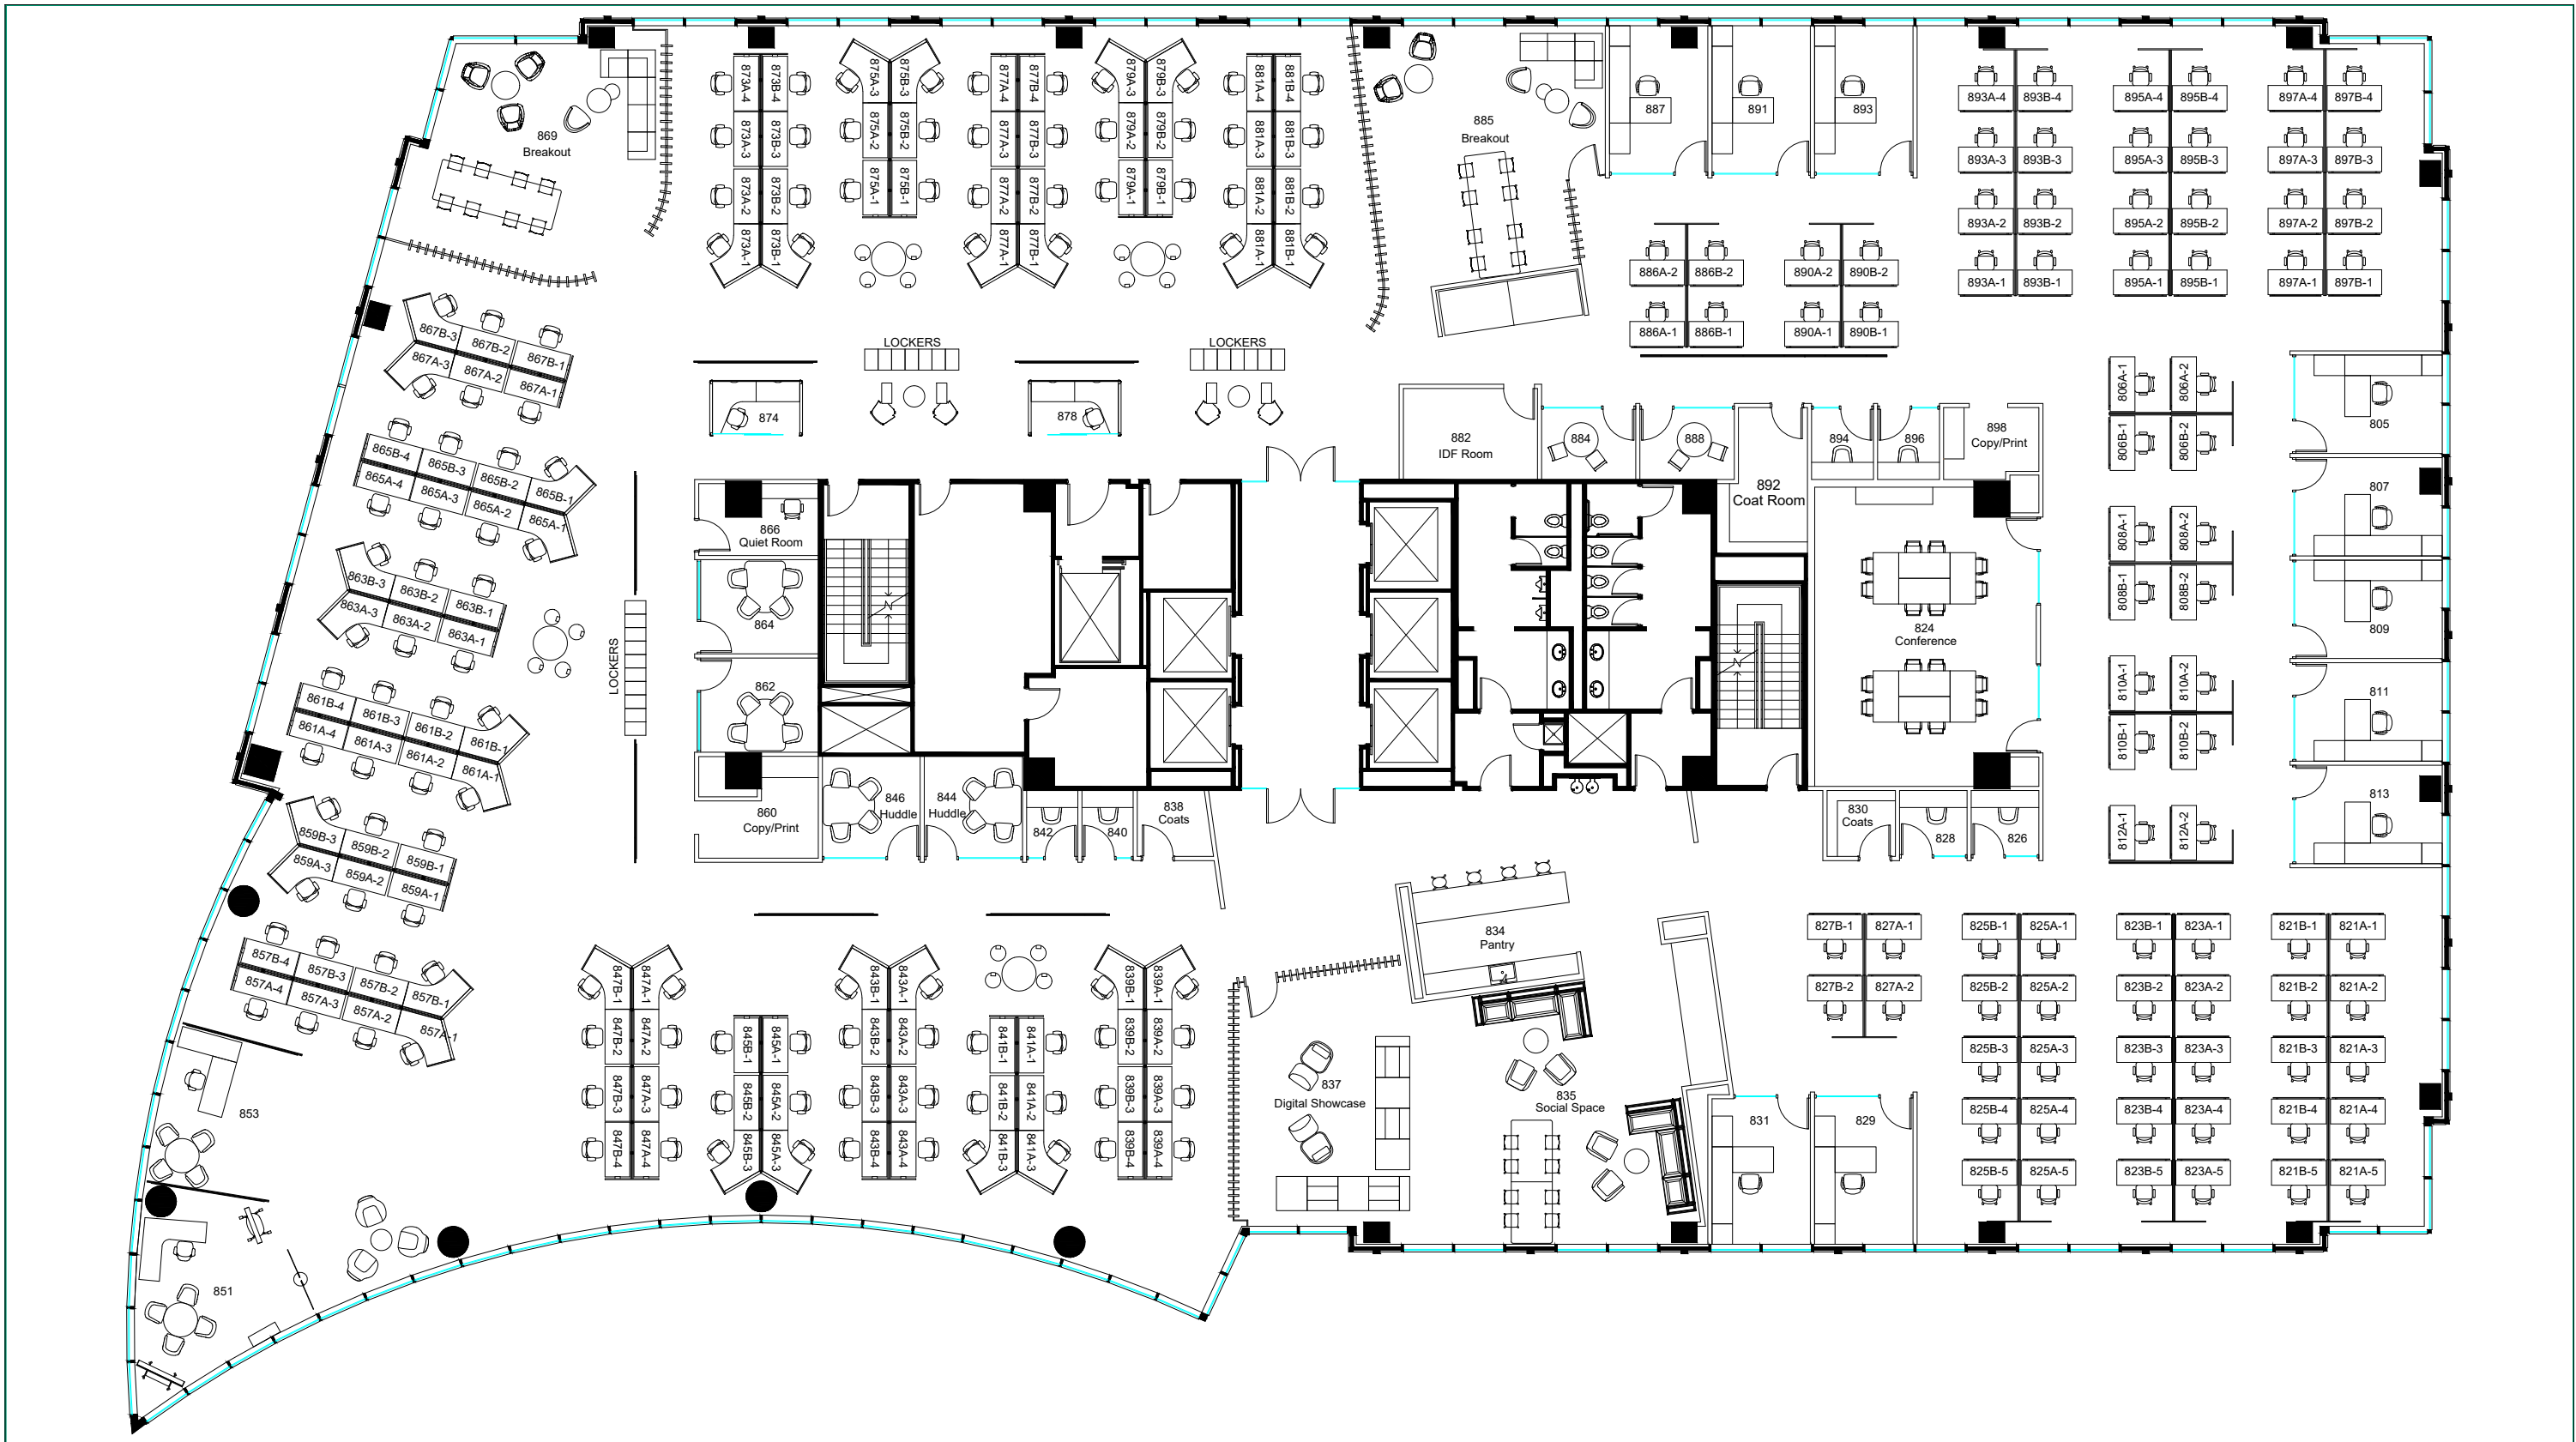 869
Breakout
873A-4
873B-4
873A-3
873B-3
873A-2
873B-2
873A-1
873B-1
875A-3
875B-3
875A-2
875B-2
875A-1
875B-1
877A-4
877B-4
877A-3
877B-3
877A-2
877B-2
877A-1
877B-1
879A-3
879B-3
879A-2
879B-2
879A-1
879B-1
881A-4
881B-4
881A-3
881B-3
881A-2
881B-2
881A-1
881B-1
885
Breakout
887
891
893
893A-4
893B-4
893A-3
893B-3
893A-2
893B-2
893A-1
893B-1
895A-4
895B-4
895A-3
895B-3
895A-2
895B-2
895A-1
895B-1
897A-4
897B-4
897A-3
897B-3
897A-2
897B-2
897A-1
897B-1
886A-2
886B-2
886A-1
886B-1
890A-2
890B-2
890A-1
890B-1
LOCKERS
LOCKERS
874
878
882
IDF Room
884
888
892
Coat Room
894
896
898
Copy/Print
806A-1
806A-2
806B-1
806B-2
808A-1
808A-2
808B-1
808B-2
810A-1
810A-2
810B-1
810B-2
812A-1
812A-2
805
807
809
811
813
867B-3
867B-2
867B-1
867A-3
867A-2
867A-1
865B-4
865B-3
865B-2
865B-1
865A-4
865A-3
865A-2
865A-1
863B-3
863B-2
863B-1
863A-3
863A-2
863A-1
861B-4
861B-3
861B-2
861B-1
861A-4
861A-3
861A-2
861A-1
859B-3
859B-2
859B-1
859A-3
859A-2
859A-1
857B-4
857B-3
857B-2
857B-1
857A-4
857A-3
857A-2
857A-1
LOCKERS
866
Quiet Room
864
862
860
Copy/Print
846
Huddle
844
Huddle
842
840
838
Coats
824
Conference
830
Coats
828
826
853
851
847B-1
847A-1
847B-2
847A-2
847B-3
847A-3
847B-4
847A-4
845B-1
845A-1
845B-2
845A-2
845B-3
845A-3
843B-1
843A-1
843B-2
843A-2
843B-3
843A-3
843B-4
843A-4
841B-1
841A-1
841B-2
841A-2
841B-3
841A-3
839B-1
839A-1
839B-2
839A-2
839B-3
839A-3
839B-4
839A-4
834
Pantry
837
Digital Showcase
835
Social Space
831
829
827B-1
827A-1
827B-2
827A-2
825B-1
825A-1
825B-2
825A-2
825B-3
825A-3
825B-4
825A-4
825B-5
825A-5
823B-1
823A-1
823B-2
823A-2
823B-3
823A-3
823B-4
823A-4
823B-5
823A-5
821B-1
821A-1
821B-2
821A-2
821B-3
821A-3
821B-4
821A-4
821B-5
821A-5